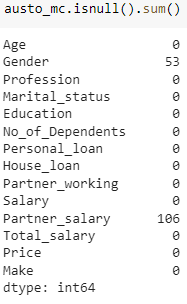 austo_mc.isnull().sum()
Age 0
Gender 53
Profession 0
Marital_status 0
Education 0
No_of_Dependents 0
Personal_loan 0
House_loan 0
Partner_working 0
Salary 0
Partner_salary 106
Total_salary 0
Price 0
Make 0
dtype: int64